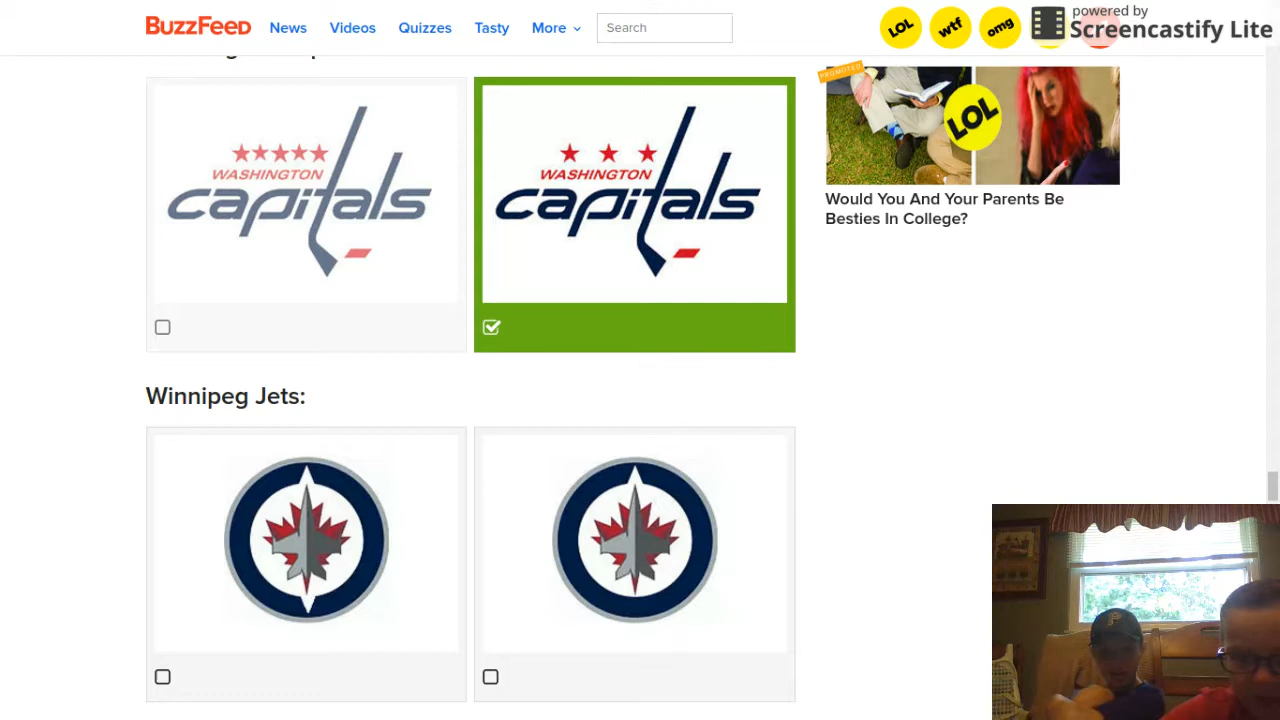 BuzzFeed News Videos Quizzes Tasty More Search LOL wtf omg powered by
Screencastify Lite
PROMOTED
LOL
WASHINGTON
capitals
WASHINGTON
capitals
Would You And Your Parents Be
Besties In College?
Winnipeg Jets:
P